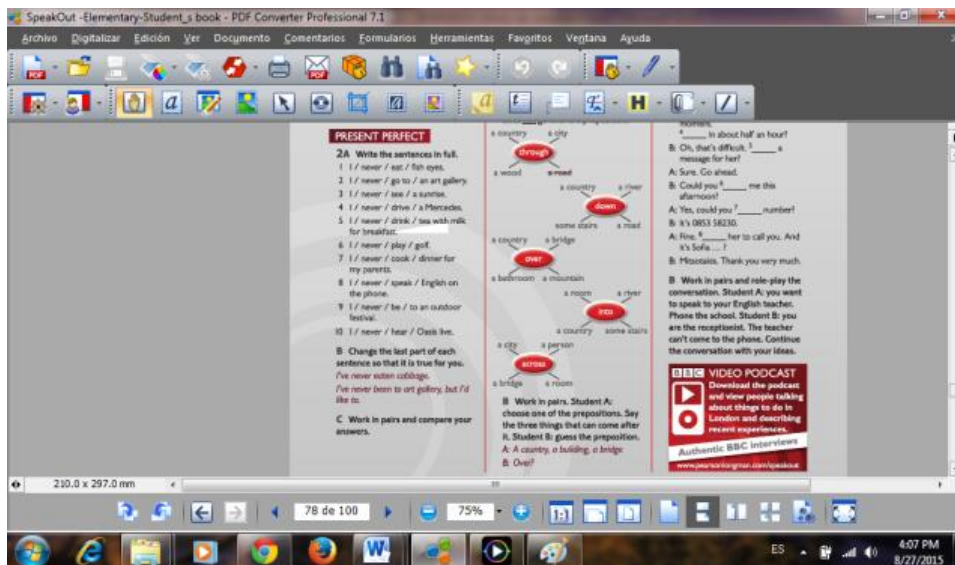 SpeakOut -Elementary-Student_s book - PDF Converter Professional 7.1
Archivo Digitalizar Edición Ver Documento Comentarios Formularios Herramientas Favoritos Ventana Ayuda
PRESENT PERFECT
2A Write the sentences in full.
1 I / never / eat / fish eyes.
2 I / never / go to / an art gallery.
3 I / never / see / a sunrise.
4 I / never / drive / a Mercedes.
5 I / never / drink / tea with milk
for breakfast.
6 I / never / play / golf.
7 I / never / cook / dinner for
my parents.
8 I / never / speak / English on
the phone.
9 I / never / be / to an outdoor
festival.
10 I / never / hear / Oasis live.
B Change the last part of each
sentence so that it is true for you.
I've never eaten cabbage.
I've never been to art gallery, but I'd
like to.
C Work in pairs and compare your
answers.
a country a city
through
a wood a road
a country a river
down
some stairs a road
a country a bridge
over
a bedroom a mountain
a room a river
into
a country some stairs
a city a person
across
a bridge a room
B Work in pairs. Student A:
choose one of the prepositions. Say
the three things that can come after
it. Student B: guess the preposition.
A: A country, a building, a bridge
B: Over?
moment.
4_____ in about half an hour?
B: Oh, that's difficult. 5_____ a
message for her?
A: Sure. Go ahead.
B: Could you 6_____ me this
afternoon?
A: Yes, could you 7_____ number?
B: It's 0853 58230.
A: Fine. 8_____ her to call you. And
it's Sofia ... ?
B: Mitsotakis. Thank you very much.
B Work in pairs and role-play the
conversation. Student A: you want
to speak to your English teacher.
Phone the school. Student B: you
are the receptionist. The teacher
can't come to the phone. Continue
the conversation with your ideas.
BBC VIDEO PODCAST
Download the podcast
and view people talking
about things to do in
London and describing
recent experiences.
Authentic BBC interviews
www.pearsonlongman.com/speakout
210.0 x 297.0 mm
78 de 100
75%
1:1
ES
4:07 PM
8/27/2015